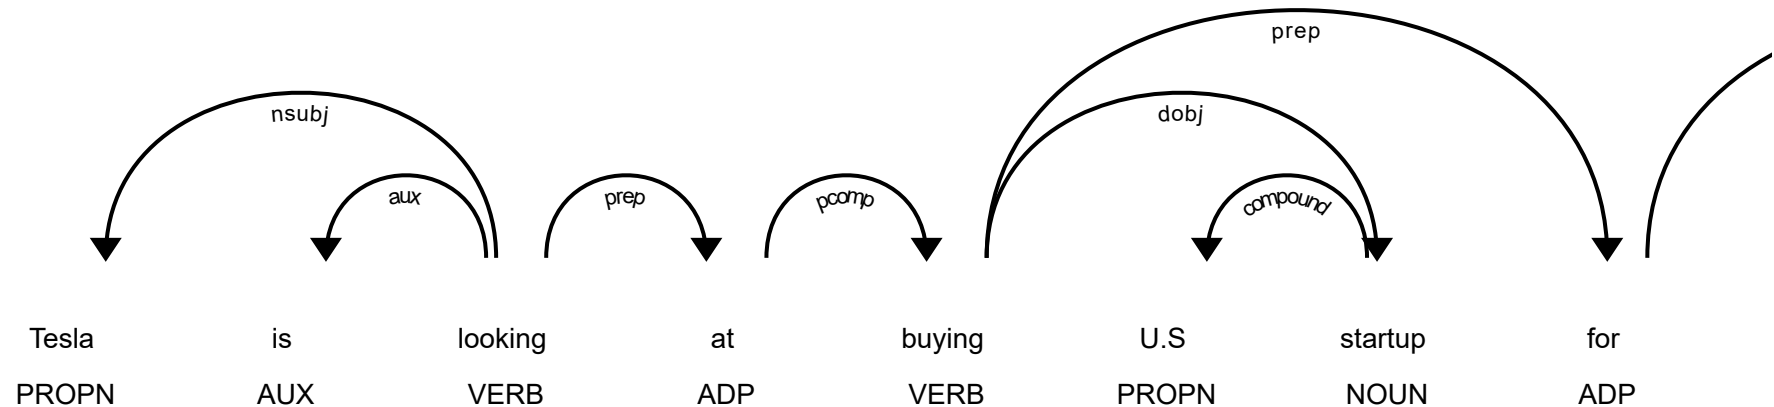 prep
nsubj dobj
aux prep pcomp compound
Tesla is looking at buying U.S startup for
PROPN AUX VERB ADP VERB PROPN NOUN ADP